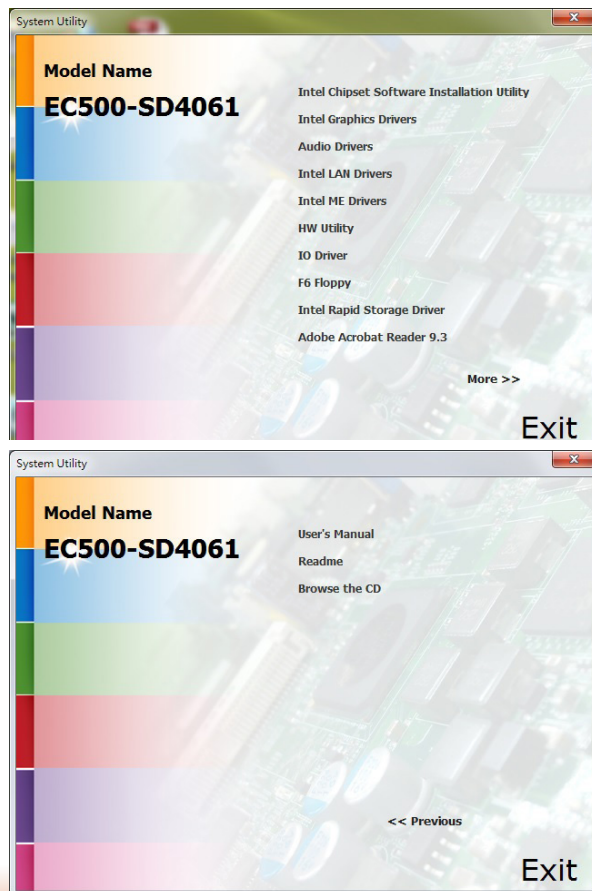 System Utility
Model Name
EC500-SD4061
Intel Chipset Software Installation Utility
Intel Graphics Drivers
Audio Drivers
Intel LAN Drivers
Intel ME Drivers
HW Utility
IO Driver
F6 Floppy
Intel Rapid Storage Driver
Adobe Acrobat Reader 9.3
More >>
Exit
System Utility
Model Name
EC500-SD4061
User's Manual
Readme
Browse the CD
<< Previous
Exit